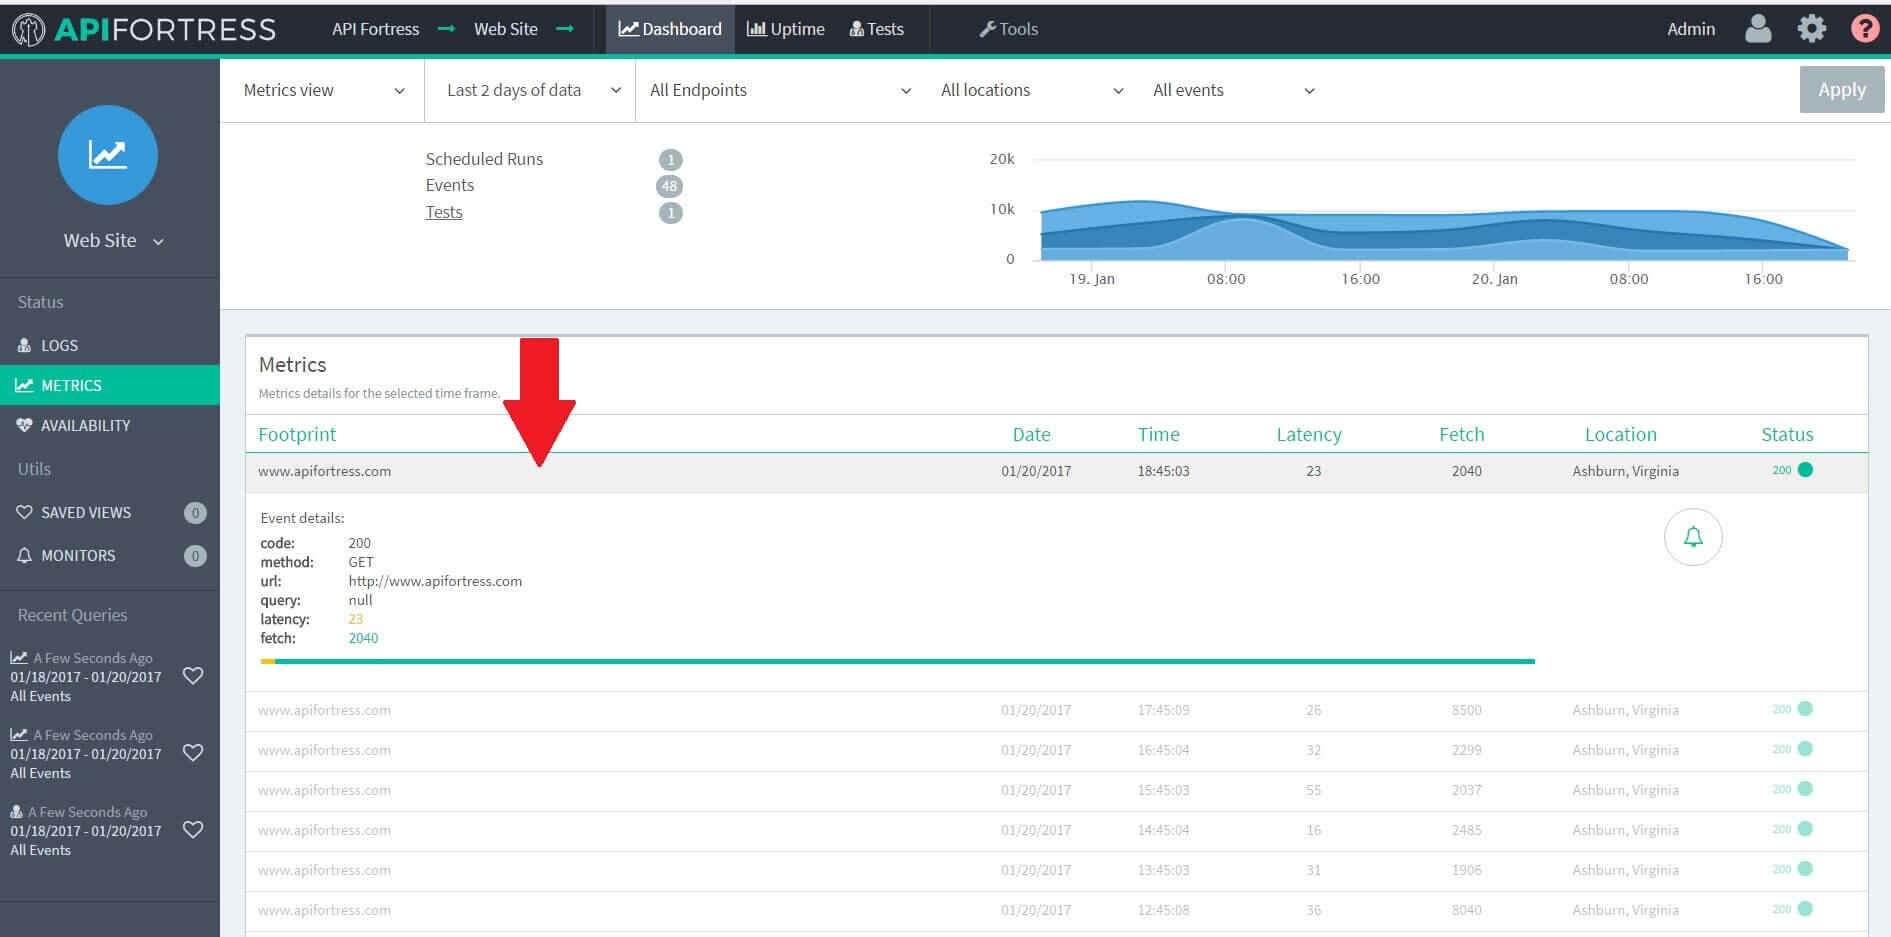 APIFORTRESS API Fortress Web Site Dashboard Uptime Tests Tools Admin ?
Metrics view Last 2 days of data All Endpoints All locations All events Apply
Web Site
Status
LOGS
METRICS
AVAILABILITY
Utils
SAVED VIEWS 0
MONITORS 0
Recent Queries
A Few Seconds Ago
01/18/2017 - 01/20/2017
All Events
A Few Seconds Ago
01/18/2017 - 01/20/2017
All Events
A Few Seconds Ago
01/18/2017 - 01/20/2017
All Events
Scheduled Runs 1
Events 48
Tests 1
20k
10k
0
19. Jan 08:00 16:00 20. Jan 08:00 16:00
Metrics
Metrics details for the selected time frame.
Footprint Date Time Latency Fetch Location Status
www.apifortress.com 01/20/2017 18:45:03 23 2040 Ashburn, Virginia 200
Event details:
code: 200
method: GET
url: http://www.apifortress.com
query: null
latency: 23
fetch: 2040
www.apifortress.com 01/20/2017 17:45:09 26 8500 Ashburn, Virginia 200
www.apifortress.com 01/20/2017 16:45:04 32 2299 Ashburn, Virginia 200
www.apifortress.com 01/20/2017 15:45:03 55 2037 Ashburn, Virginia 200
www.apifortress.com 01/20/2017 14:45:04 16 2485 Ashburn, Virginia 200
www.apifortress.com 01/20/2017 13:45:03 31 1906 Ashburn, Virginia 200
www.apifortress.com 01/20/2017 12:45:08 36 8040 Ashburn, Virginia 200